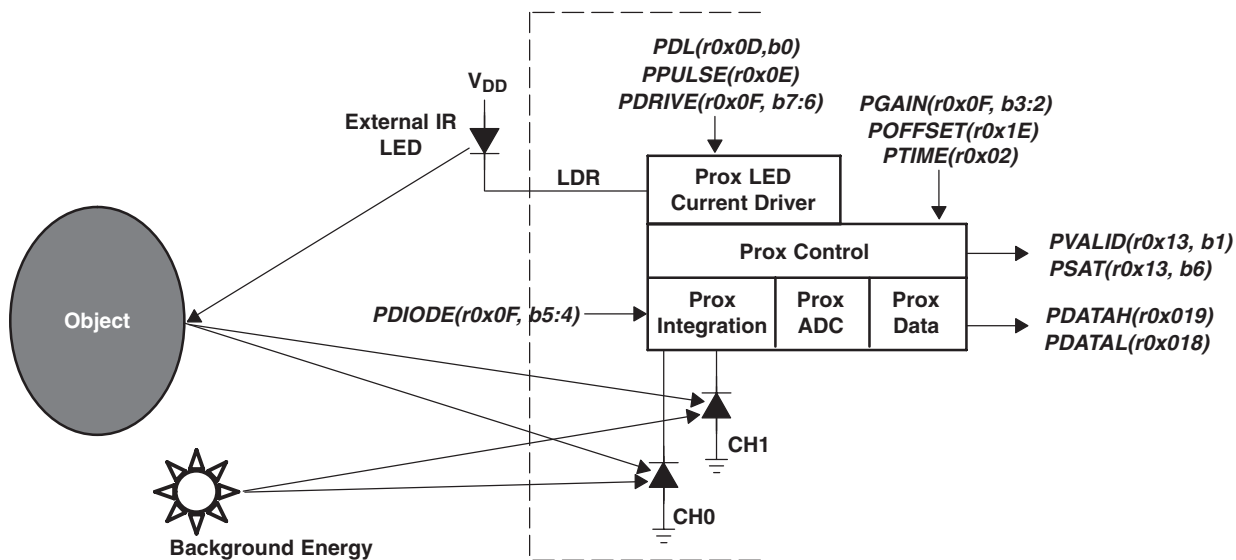 PDL(r0x0D,b0)
PPULSE(r0x0E)
PDRIVE(r0x0F, b7:6)
PGAIN(r0x0F, b3:2)
POFFSET(r0x1E)
PTIME(r0x02)
VDD
External IR
LED
LDR
Prox LED
Current Driver
Prox Control
PVALID(r0x13, b1)
PSAT(r0x13, b6)
Object
PDIODE(r0x0F, b5:4)
Prox
Integration
Prox
ADC
Prox
Data
PDATAH(r0x019)
PDATAL(r0x018)
CH1
CH0
Background Energy